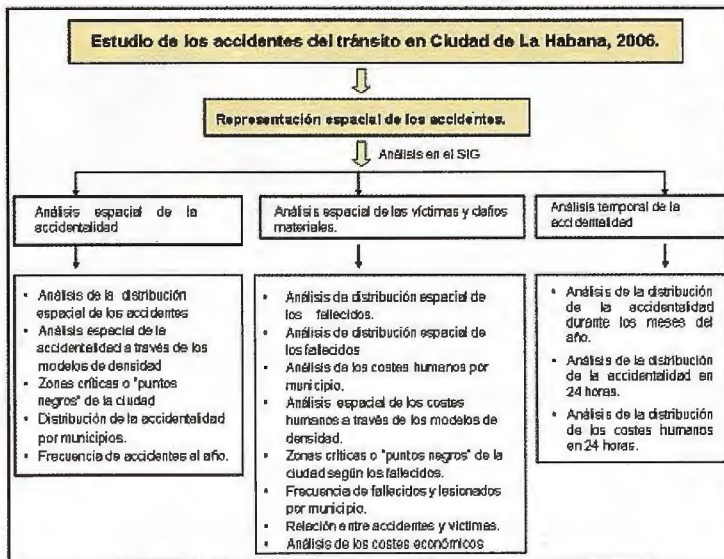 Estudio de los accidentes del tránsito en Ciudad de La Habana, 2006.
Representación espacial de los accidentes.
Análisis en el SIG
Análisis espacial de la
accidentalidad
Análisis espacial de las víctimas y daños
materiales.
Análisis temporal de la
accidentalidad
• Análisis de la distribución
espacial de los accidentes
• Análisis espacial de la
accidentalidad a través de los
modelos de densidad
• Zonas críticas o "puntos
negros" de la ciudad
• Distribución de la accidentalidad
por municipios.
• Frecuencia de accidentes al año.
• Análisis de distribución espacial de
los fallecidos.
• Análisis de distribución espacial de
los fallecidos
• Análisis de los costes humanos por
municipio.
• Análisis espacial de los costes
humanos a través de los modelos de
densidad.
• Zonas críticas o "puntos negros" de la
ciudad según los fallecidos.
• Frecuencia de fallecidos y lesionados
por municipio.
• Relación entre accidentes y víctimas.
• Análisis de los costes económicos
• Análisis de la distribución
de la accidentalidad
durante los meses del
año.
• Análisis de la distribución
de la accidentalidad en
24 horas.
• Análisis de la distribución
de los costes humanos
en 24 horas.